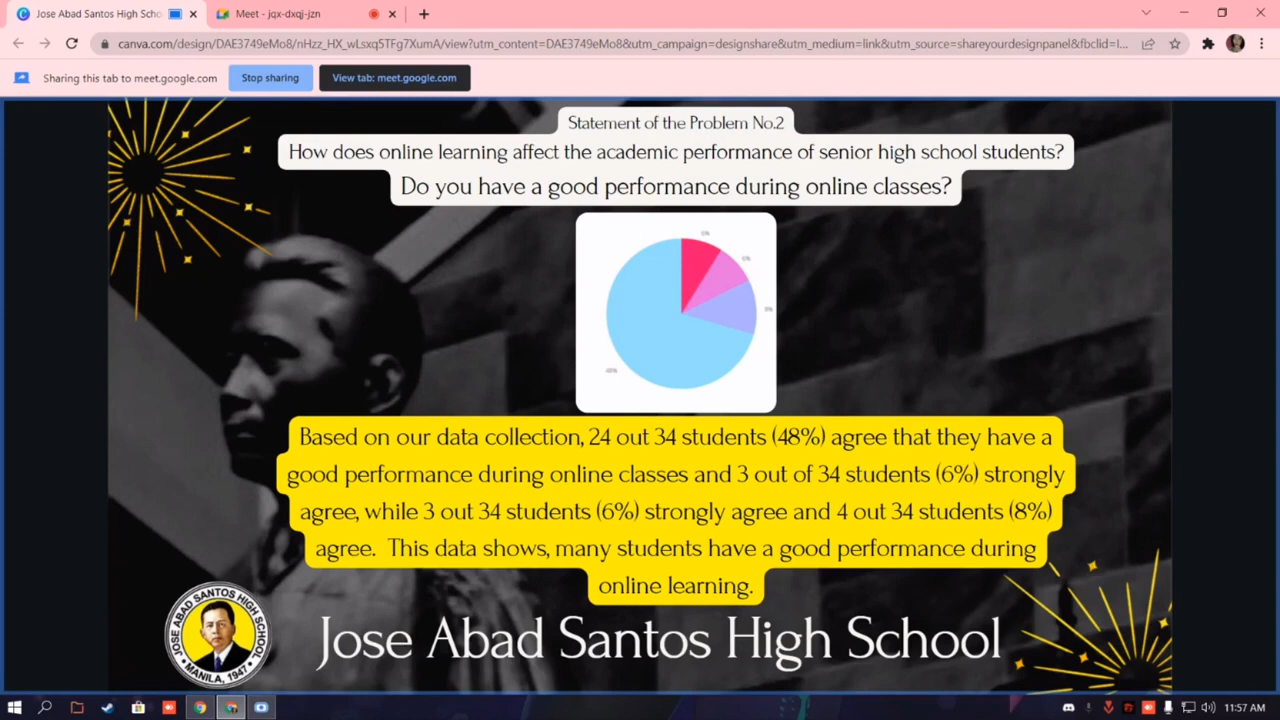 Jose Abad Santos High Scho
Meet - jqx-dxqj-jzn
canva.com/design/DAE3749eMo8/nHzz_HX_wLsxq5TFg7XumA/view?utm_content=DAE3749eMo8&utm_campaign=designshare&utm_medium=link&utm_source=shareyourdesignpanel&fbclid=I...
Sharing this tab to meet.google.com
Stop sharing
View tab: meet.google.com
Statement of the Problem No.2
How does online learning affect the academic performance of senior high school students?
Do you have a good performance during online classes?
6%
6%
48%
Based on our data collection, 24 out 34 students (48%) agree that they have a
good performance during online classes and 3 out of 34 students (6%) strongly
agree, while 3 out 34 students (6%) strongly agree and 4 out 34 students (8%)
agree. This data shows, many students have a good performance during
online learning.
JOSE ABAD SANTOS HIGH SCHOOL
• MANILA, 1947 •
Jose Abad Santos High School
11:57 AM